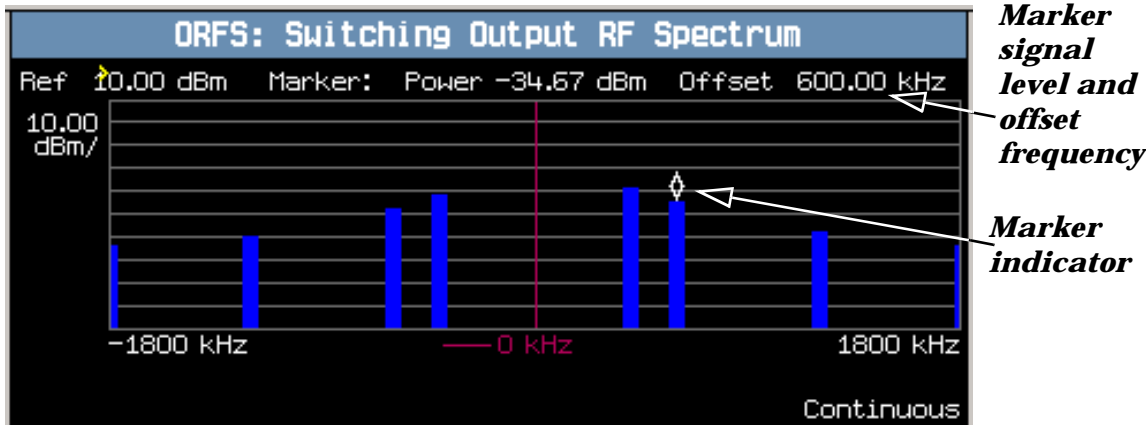 ORFS: Switching Output RF Spectrum
Ref 10.00 dBm Marker: Power -34.67 dBm Offset 600.00 kHz
10.00
dBm/
-1800 kHz
0 kHz
1800 kHz
Continuous
Marker
signal
level and
offset
frequency
Marker
indicator